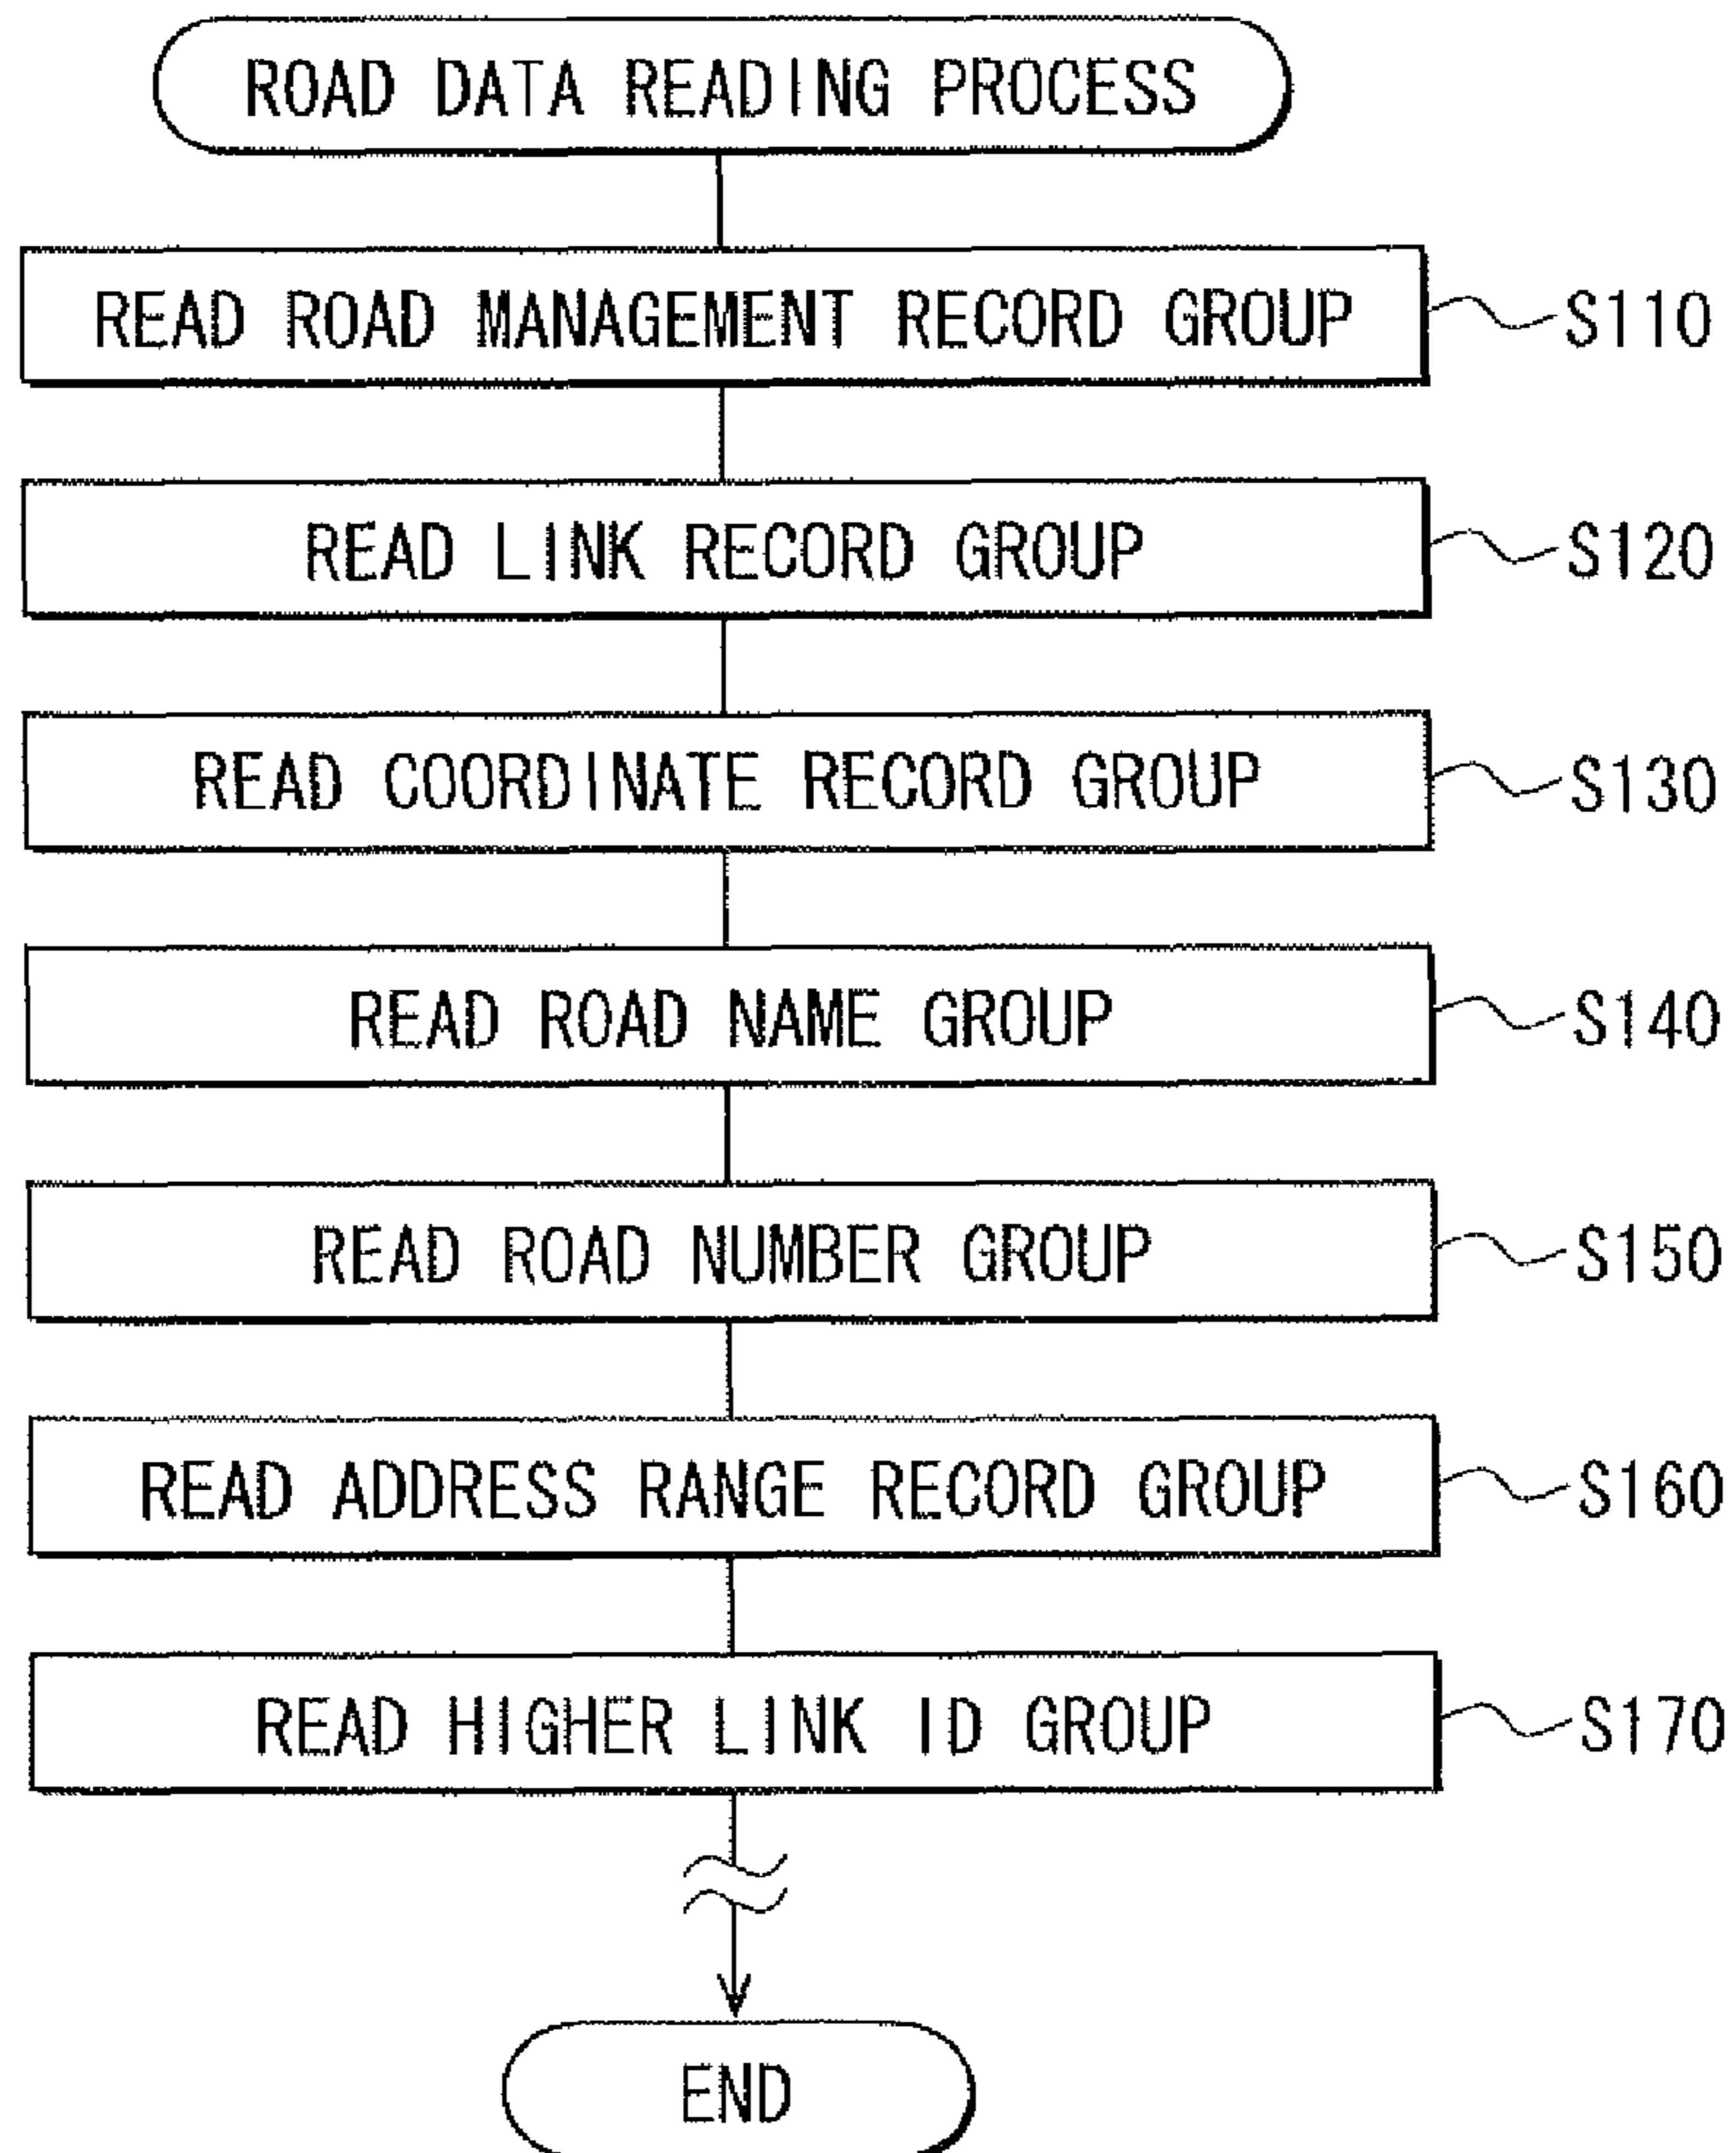 ROAD DATA READING PROCESS
READ ROAD MANAGEMENT RECORD GROUP
S110
READ LINK RECORD GROUP
S120
READ COORDINATE RECORD GROUP
S130
READ ROAD NAME GROUP
S140
READ ROAD NUMBER GROUP
S150
READ ADDRESS RANGE RECORD GROUP
S160
READ HIGHER LINK ID GROUP
S170
END